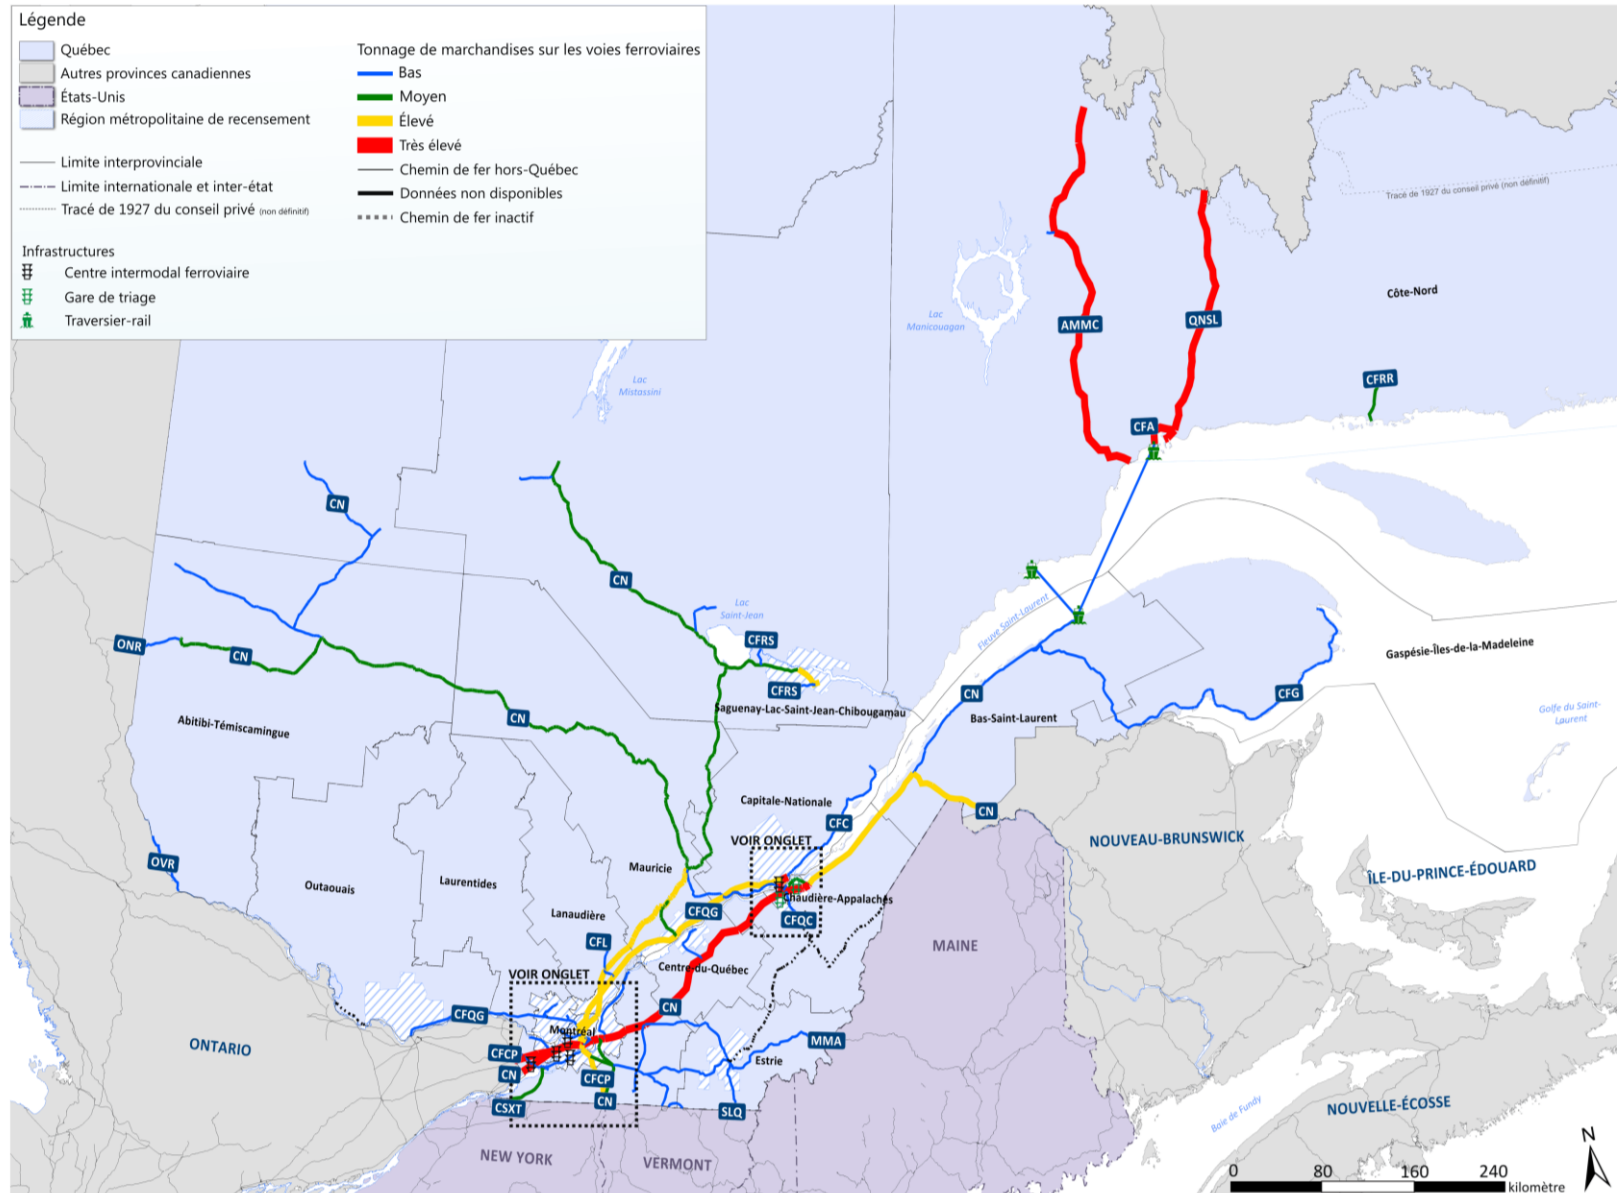 Légende
Québec
Autres provinces canadiennes
États-Unis
Région métropolitaine de recensement
Limite interprovinciale
Limite internationale et inter-état
Tracé de 1927 du conseil privé (non définitif)
Infrastructures
Centre intermodal ferroviaire
Gare de triage
Traversier-rail
Tonnage de marchandises sur les voies ferroviaires
Bas
Moyen
Élevé
Très élevé
Chemin de fer hors-Québec
Données non disponibles
Chemin de fer inactif
Tracé de 1927 du conseil privé (non définitif)
Côte-Nord
Lac
Manicouagan
AMMC
QNSL
Lac
Mistassini
CFRR
CFA
CN
CN
Lac
Saint-Jean
Fleuve Saint-Laurent
ONR
CN
CFRS
Gaspésie-Îles-de-la-Madeleine
CFRS
CN
CFG
Saguenay-Lac-Saint-Jean-Chibougamau
CN
Bas-Saint-Laurent
Abitibi-Témiscamingue
Golfe du Saint-
Laurent
Capitale-Nationale
CN
CFC
VOIR ONGLET
NOUVEAU-BRUNSWICK
OVR
Mauricie
ÎLE-DU-PRINCE-ÉDOUARD
Outaouais
Laurentides
Chaudière-Appalaches
Lanaudière
CFQG
CFQC
CFL
MAINE
VOIR ONGLET
Centre-du-Québec
CN
CFQG
Montréal
ONTARIO
MMA
CFCP
Estrie
CN
CFCP
CN
CSXT
SLQ
Baie de Fundy
NOUVELLE-ÉCOSSE
NEW YORK
VERMONT
N
0 80 160 240
kilomètre